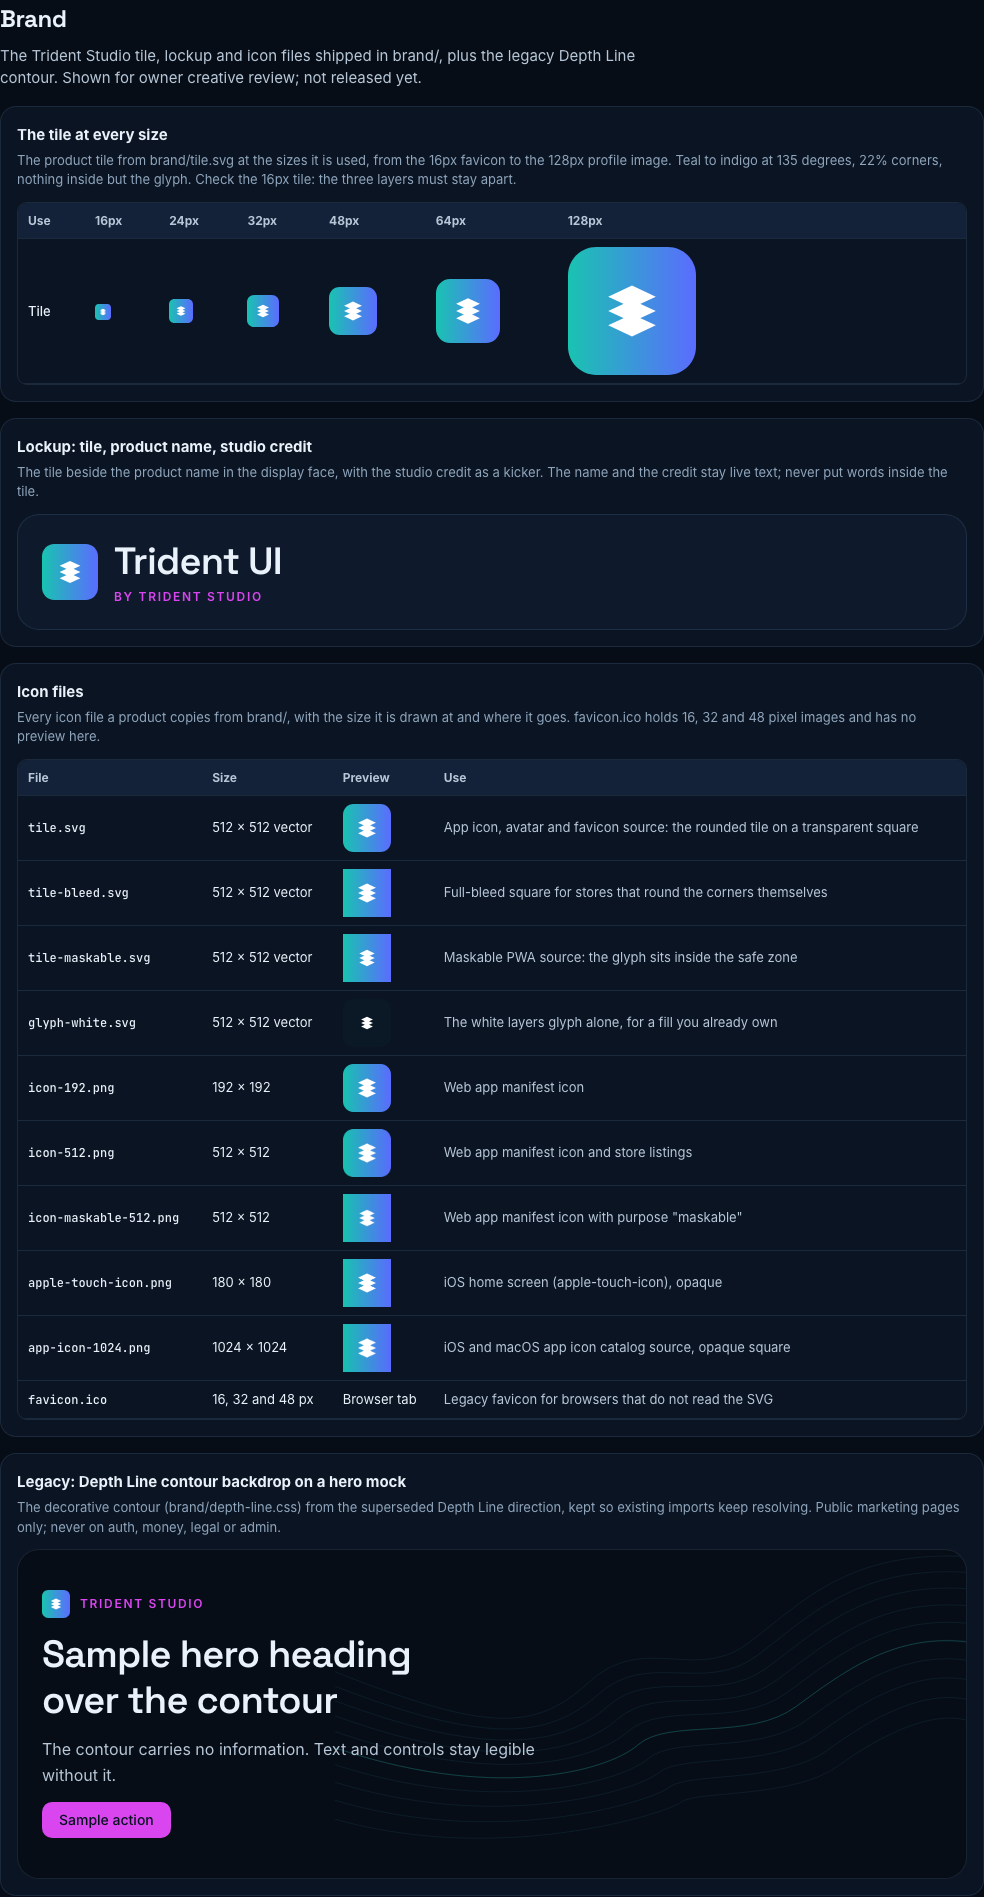 Brand
The Trident Studio tile, lockup and icon files shipped in brand/, plus the legacy Depth Line
contour. Shown for owner creative review; not released yet.
The tile at every size
The product tile from brand/tile.svg at the sizes it is used, from the 16px favicon to the 128px profile image. Teal to indigo at 135 degrees, 22% corners,
nothing inside but the glyph. Check the 16px tile: the three layers must stay apart.
Use 16px 24px 32px 48px 64px 128px
Tile
Lockup: tile, product name, studio credit
The tile beside the product name in the display face, with the studio credit as a kicker. The name and the credit stay live text; never put words inside the
tile.
Trident UI
BY TRIDENT STUDIO
Icon files
Every icon file a product copies from brand/, with the size it is drawn at and where it goes. favicon.ico holds 16, 32 and 48 pixel images and has no
preview here.
File Size Preview Use
tile.svg 512 × 512 vector App icon, avatar and favicon source: the rounded tile on a transparent square
tile-bleed.svg 512 × 512 vector Full-bleed square for stores that round the corners themselves
tile-maskable.svg 512 × 512 vector Maskable PWA source: the glyph sits inside the safe zone
glyph-white.svg 512 × 512 vector The white layers glyph alone, for a fill you already own
icon-192.png 192 × 192 Web app manifest icon
icon-512.png 512 × 512 Web app manifest icon and store listings
icon-maskable-512.png 512 × 512 Web app manifest icon with purpose "maskable"
apple-touch-icon.png 180 × 180 iOS home screen (apple-touch-icon), opaque
app-icon-1024.png 1024 × 1024 iOS and macOS app icon catalog source, opaque square
favicon.ico 16, 32 and 48 px Browser tab Legacy favicon for browsers that do not read the SVG
Legacy: Depth Line contour backdrop on a hero mock
The decorative contour (brand/depth-line.css) from the superseded Depth Line direction, kept so existing imports keep resolving. Public marketing pages
only; never on auth, money, legal or admin.
TRIDENT STUDIO
Sample hero heading
over the contour
The contour carries no information. Text and controls stay legible
without it.
Sample action